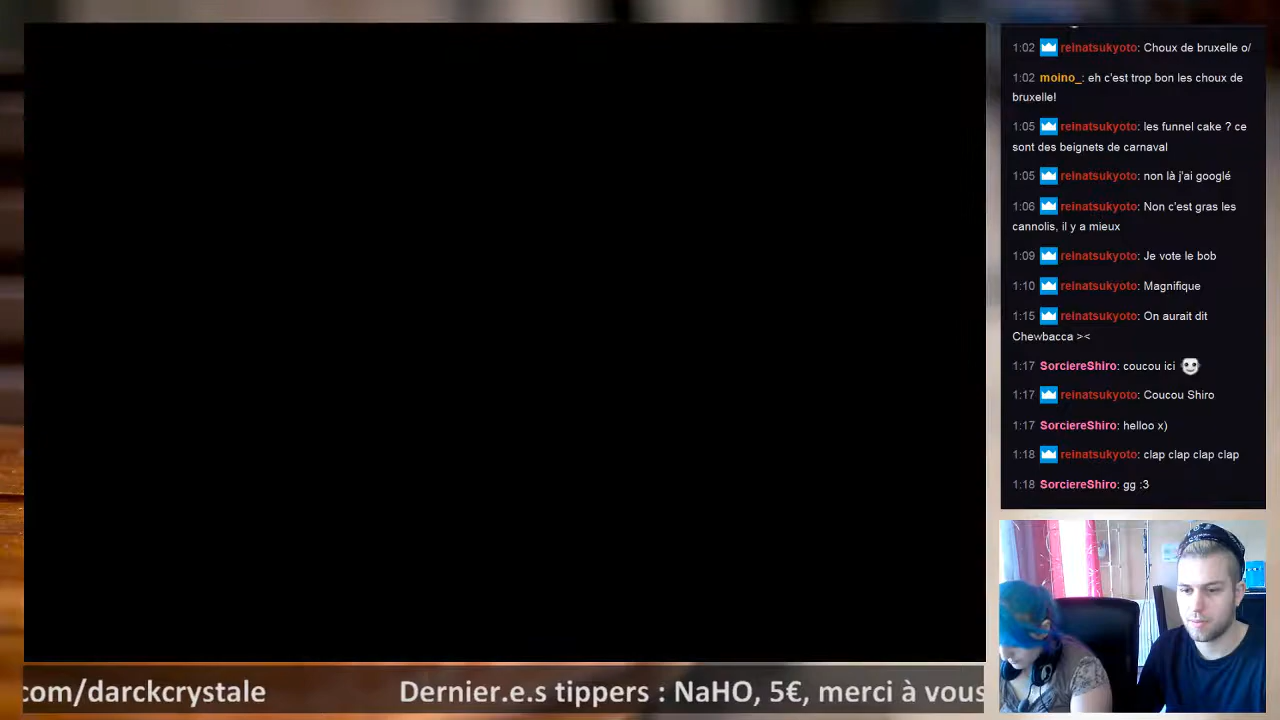 1:02 reinatsukyoto: Choux de bruxelle o/
1:02 moino_: eh c'est trop bon les choux de
bruxelle!
1:05 reinatsukyoto: les funnel cake ? ce
sont des beignets de carnaval
1:05 reinatsukyoto: non là j'ai googlé
1:06 reinatsukyoto: Non c'est gras les
cannolis, il y a mieux
1:09 reinatsukyoto: Je vote le bob
1:10 reinatsukyoto: Magnifique
1:15 reinatsukyoto: On aurait dit
Chewbacca ><
1:17 SorciereShiro: coucou ici
1:17 reinatsukyoto: Coucou Shiro
1:17 SorciereShiro: helloo x)
1:18 reinatsukyoto: clap clap clap clap
1:18 SorciereShiro: gg :3
com/darckcrystale Dernier.e.s tippers : NaHO, 5€, merci à vous